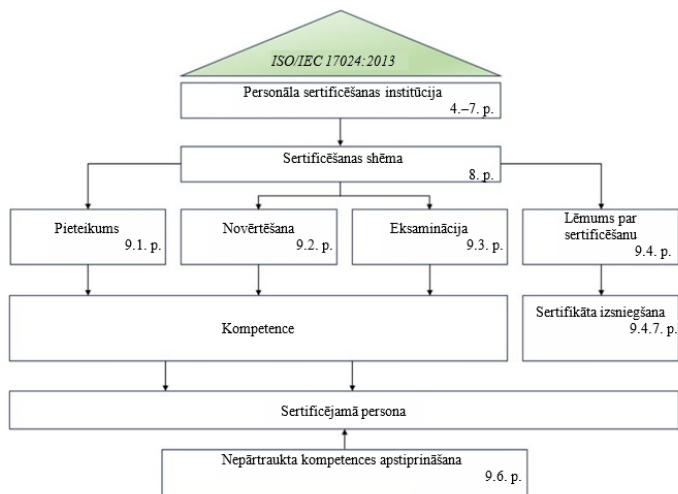 ISO/IEC 17024:2013
Personāla sertificēšanas institūcija
4.–7. p.
Sertificēšanas shēma
8. p.
Pieteikums
9.1. p.
Novērtēšana
9.2. p.
Eksaminācija
9.3. p.
Lēmums par
sertificēšanu
9.4. p.
Kompetence
Sertifikāta izsniegšana
9.4.7. p.
Sertificējamā persona
Nepārtraukta kompetences apstiprināšana
9.6. p.